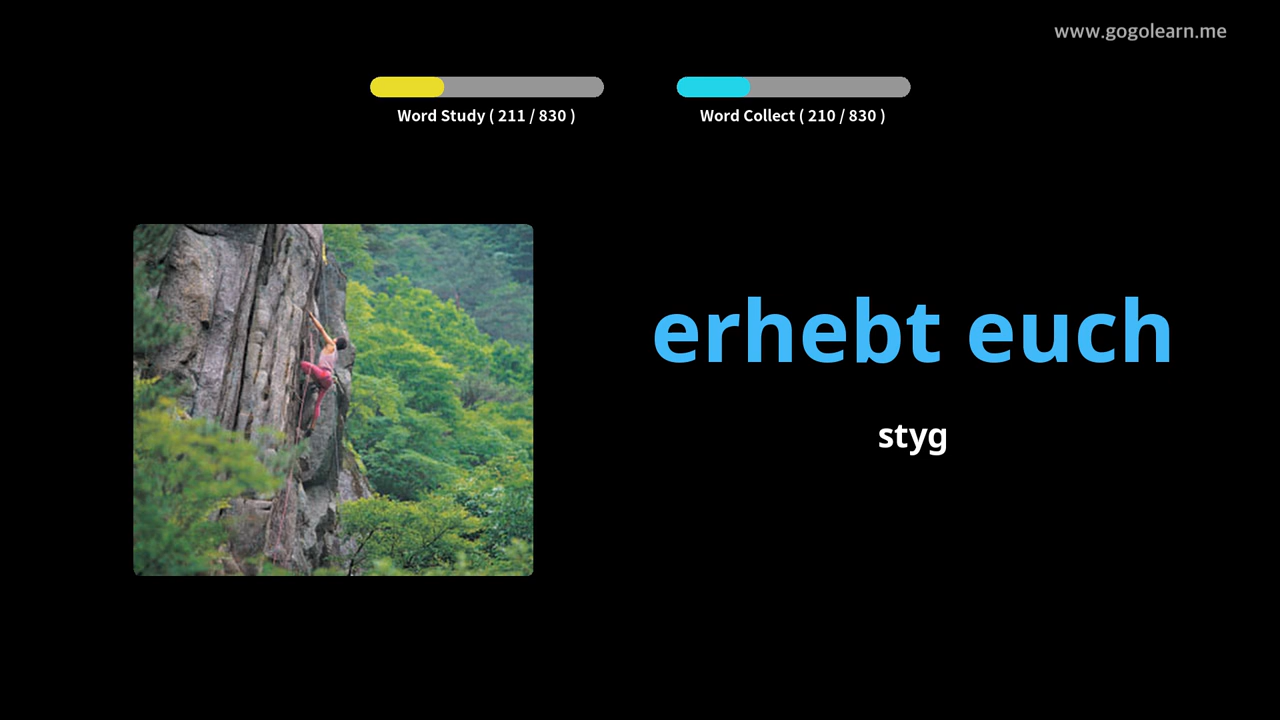 www.gogolearn.me
Word Study ( 211 / 830 )
Word Collect ( 210 / 830 )
erhebt euch
styg